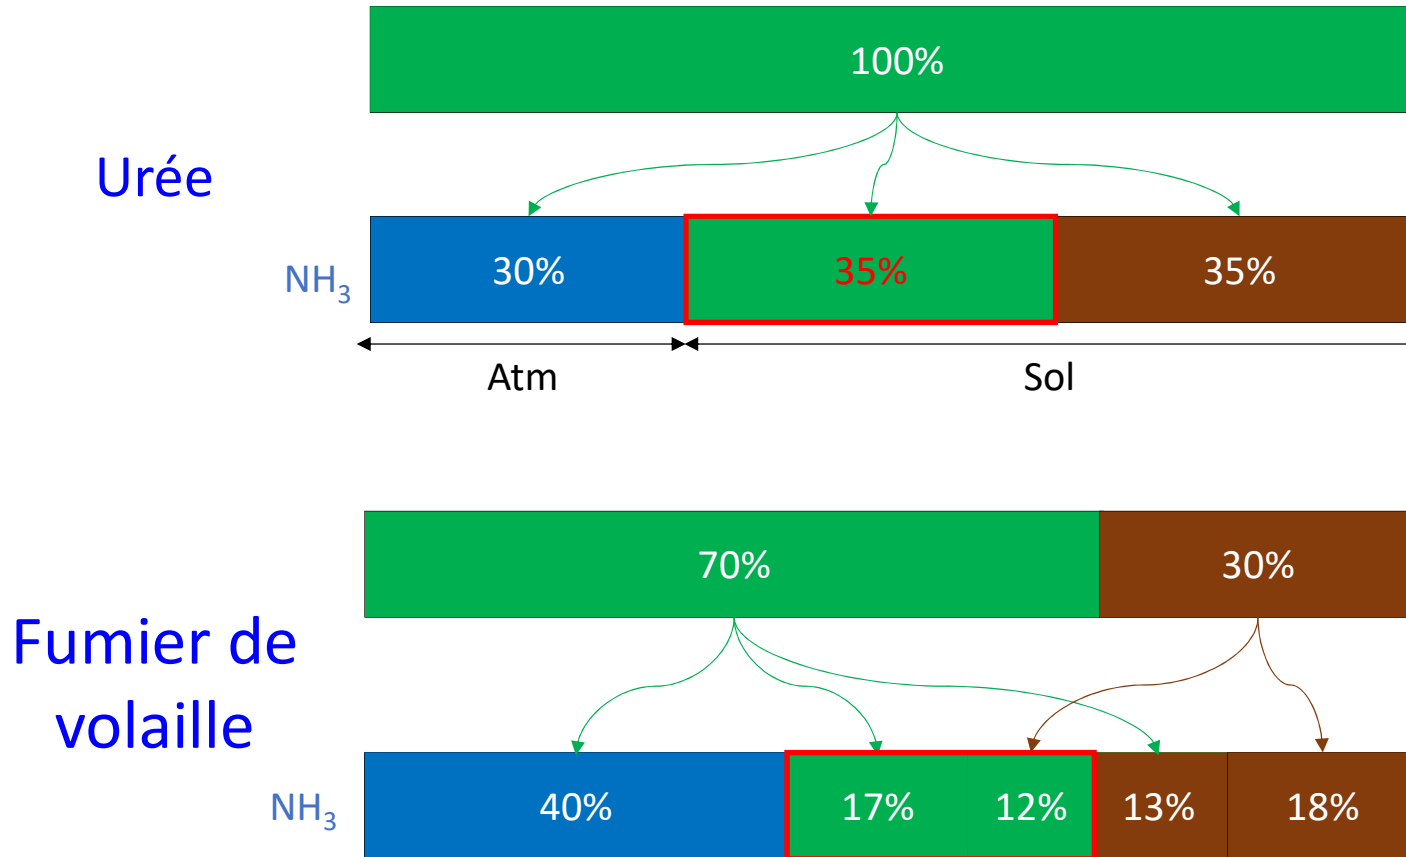 100%
Urée
NH₃
30%
35%
35%
Atm
Sol
70%
30%
Fumier de
volaille
NH₃
40%
17%
12%
13%
18%